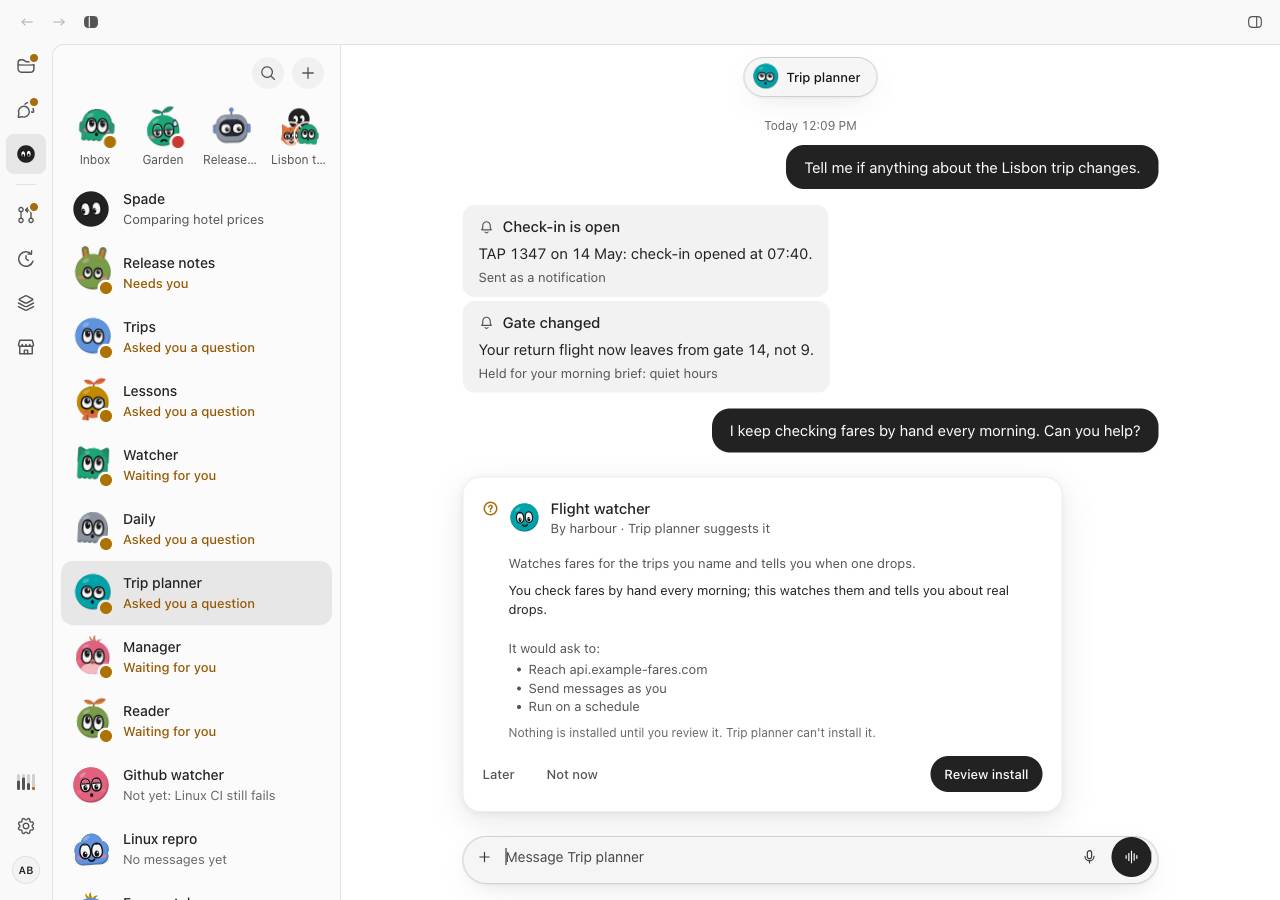 Inbox
Garden
Release...
Lisbon t...
Spade
Comparing hotel prices
Release notes
Needs you
Trips
Asked you a question
Lessons
Asked you a question
Watcher
Waiting for you
Daily
Asked you a question
Trip planner
Asked you a question
Manager
Waiting for you
Reader
Waiting for you
Github watcher
Not yet: Linux CI still fails
Linux repro
No messages yet
AB
Trip planner
Today 12:09 PM
Tell me if anything about the Lisbon trip changes.
Check-in is open
TAP 1347 on 14 May: check-in opened at 07:40.
Sent as a notification
Gate changed
Your return flight now leaves from gate 14, not 9.
Held for your morning brief: quiet hours
I keep checking fares by hand every morning. Can you help?
Flight watcher
By harbour · Trip planner suggests it
Watches fares for the trips you name and tells you when one drops.
You check fares by hand every morning; this watches them and tells you about real
drops.
It would ask to:
• Reach api.example-fares.com
• Send messages as you
• Run on a schedule
Nothing is installed until you review it. Trip planner can't install it.
Later
Not now
Review install
Message Trip planner